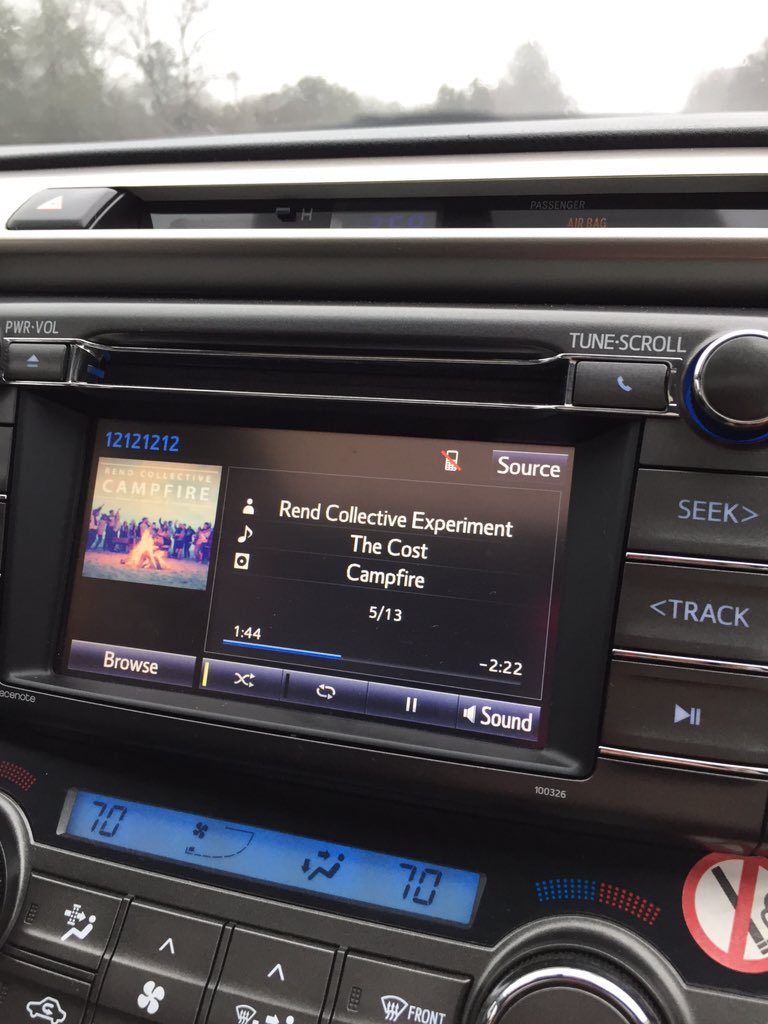 H
PASSENGER
AIR BAG
PWR·VOL
TUNE·SCROLL
12121212
Source
REND COLLECTIVE
CAMPFIRE
Rend Collective Experiment
The Cost
Campfire
5/13
1:44
-2:22
Browse
Sound
SEEK>
<TRACK
100326
70
70
FRONT